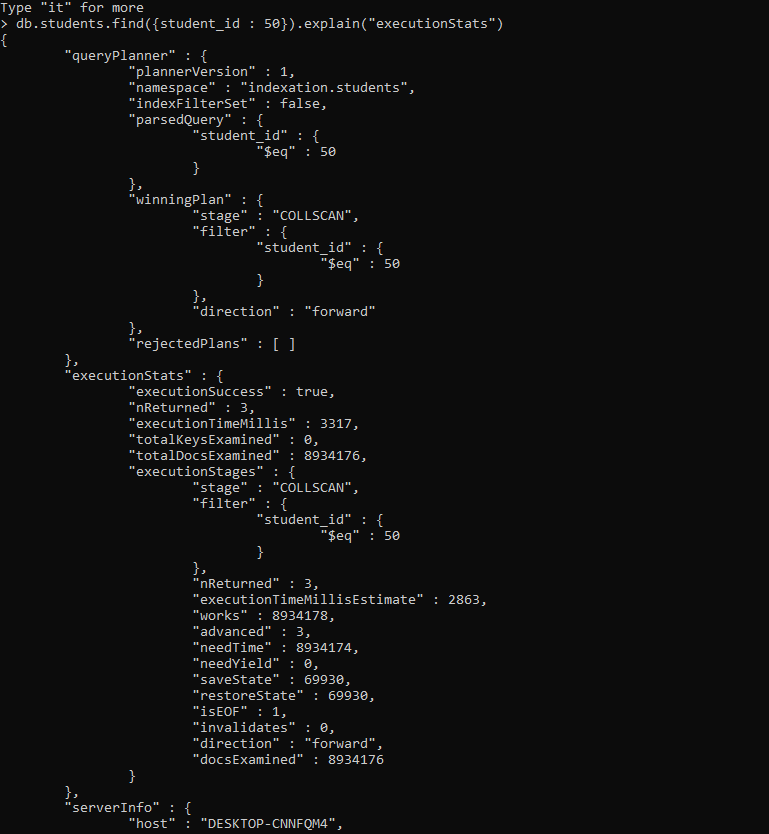 Type "it" for more
> db.students.find({student_id : 50}).explain("executionStats")
{
        "queryPlanner" : {
                "plannerVersion" : 1,
                "namespace" : "indexation.students",
                "indexFilterSet" : false,
                "parsedQuery" : {
                        "student_id" : {
                                "$eq" : 50
                        }
                },
                "winningPlan" : {
                        "stage" : "COLLSCAN",
                        "filter" : {
                                "student_id" : {
                                        "$eq" : 50
                                }
                        },
                        "direction" : "forward"
                },
                "rejectedPlans" : [ ]
        },
        "executionStats" : {
                "executionSuccess" : true,
                "nReturned" : 3,
                "executionTimeMillis" : 3317,
                "totalKeysExamined" : 0,
                "totalDocsExamined" : 8934176,
                "executionStages" : {
                        "stage" : "COLLSCAN",
                        "filter" : {
                                "student_id" : {
                                        "$eq" : 50
                                }
                        },
                        "nReturned" : 3,
                        "executionTimeMillisEstimate" : 2863,
                        "works" : 8934178,
                        "advanced" : 3,
                        "needTime" : 8934174,
                        "needYield" : 0,
                        "saveState" : 69930,
                        "restoreState" : 69930,
                        "isEOF" : 1,
                        "invalidates" : 0,
                        "direction" : "forward",
                        "docsExamined" : 8934176
                }
        },
        "serverInfo" : {
                "host" : "DESKTOP-CNNFQM4",